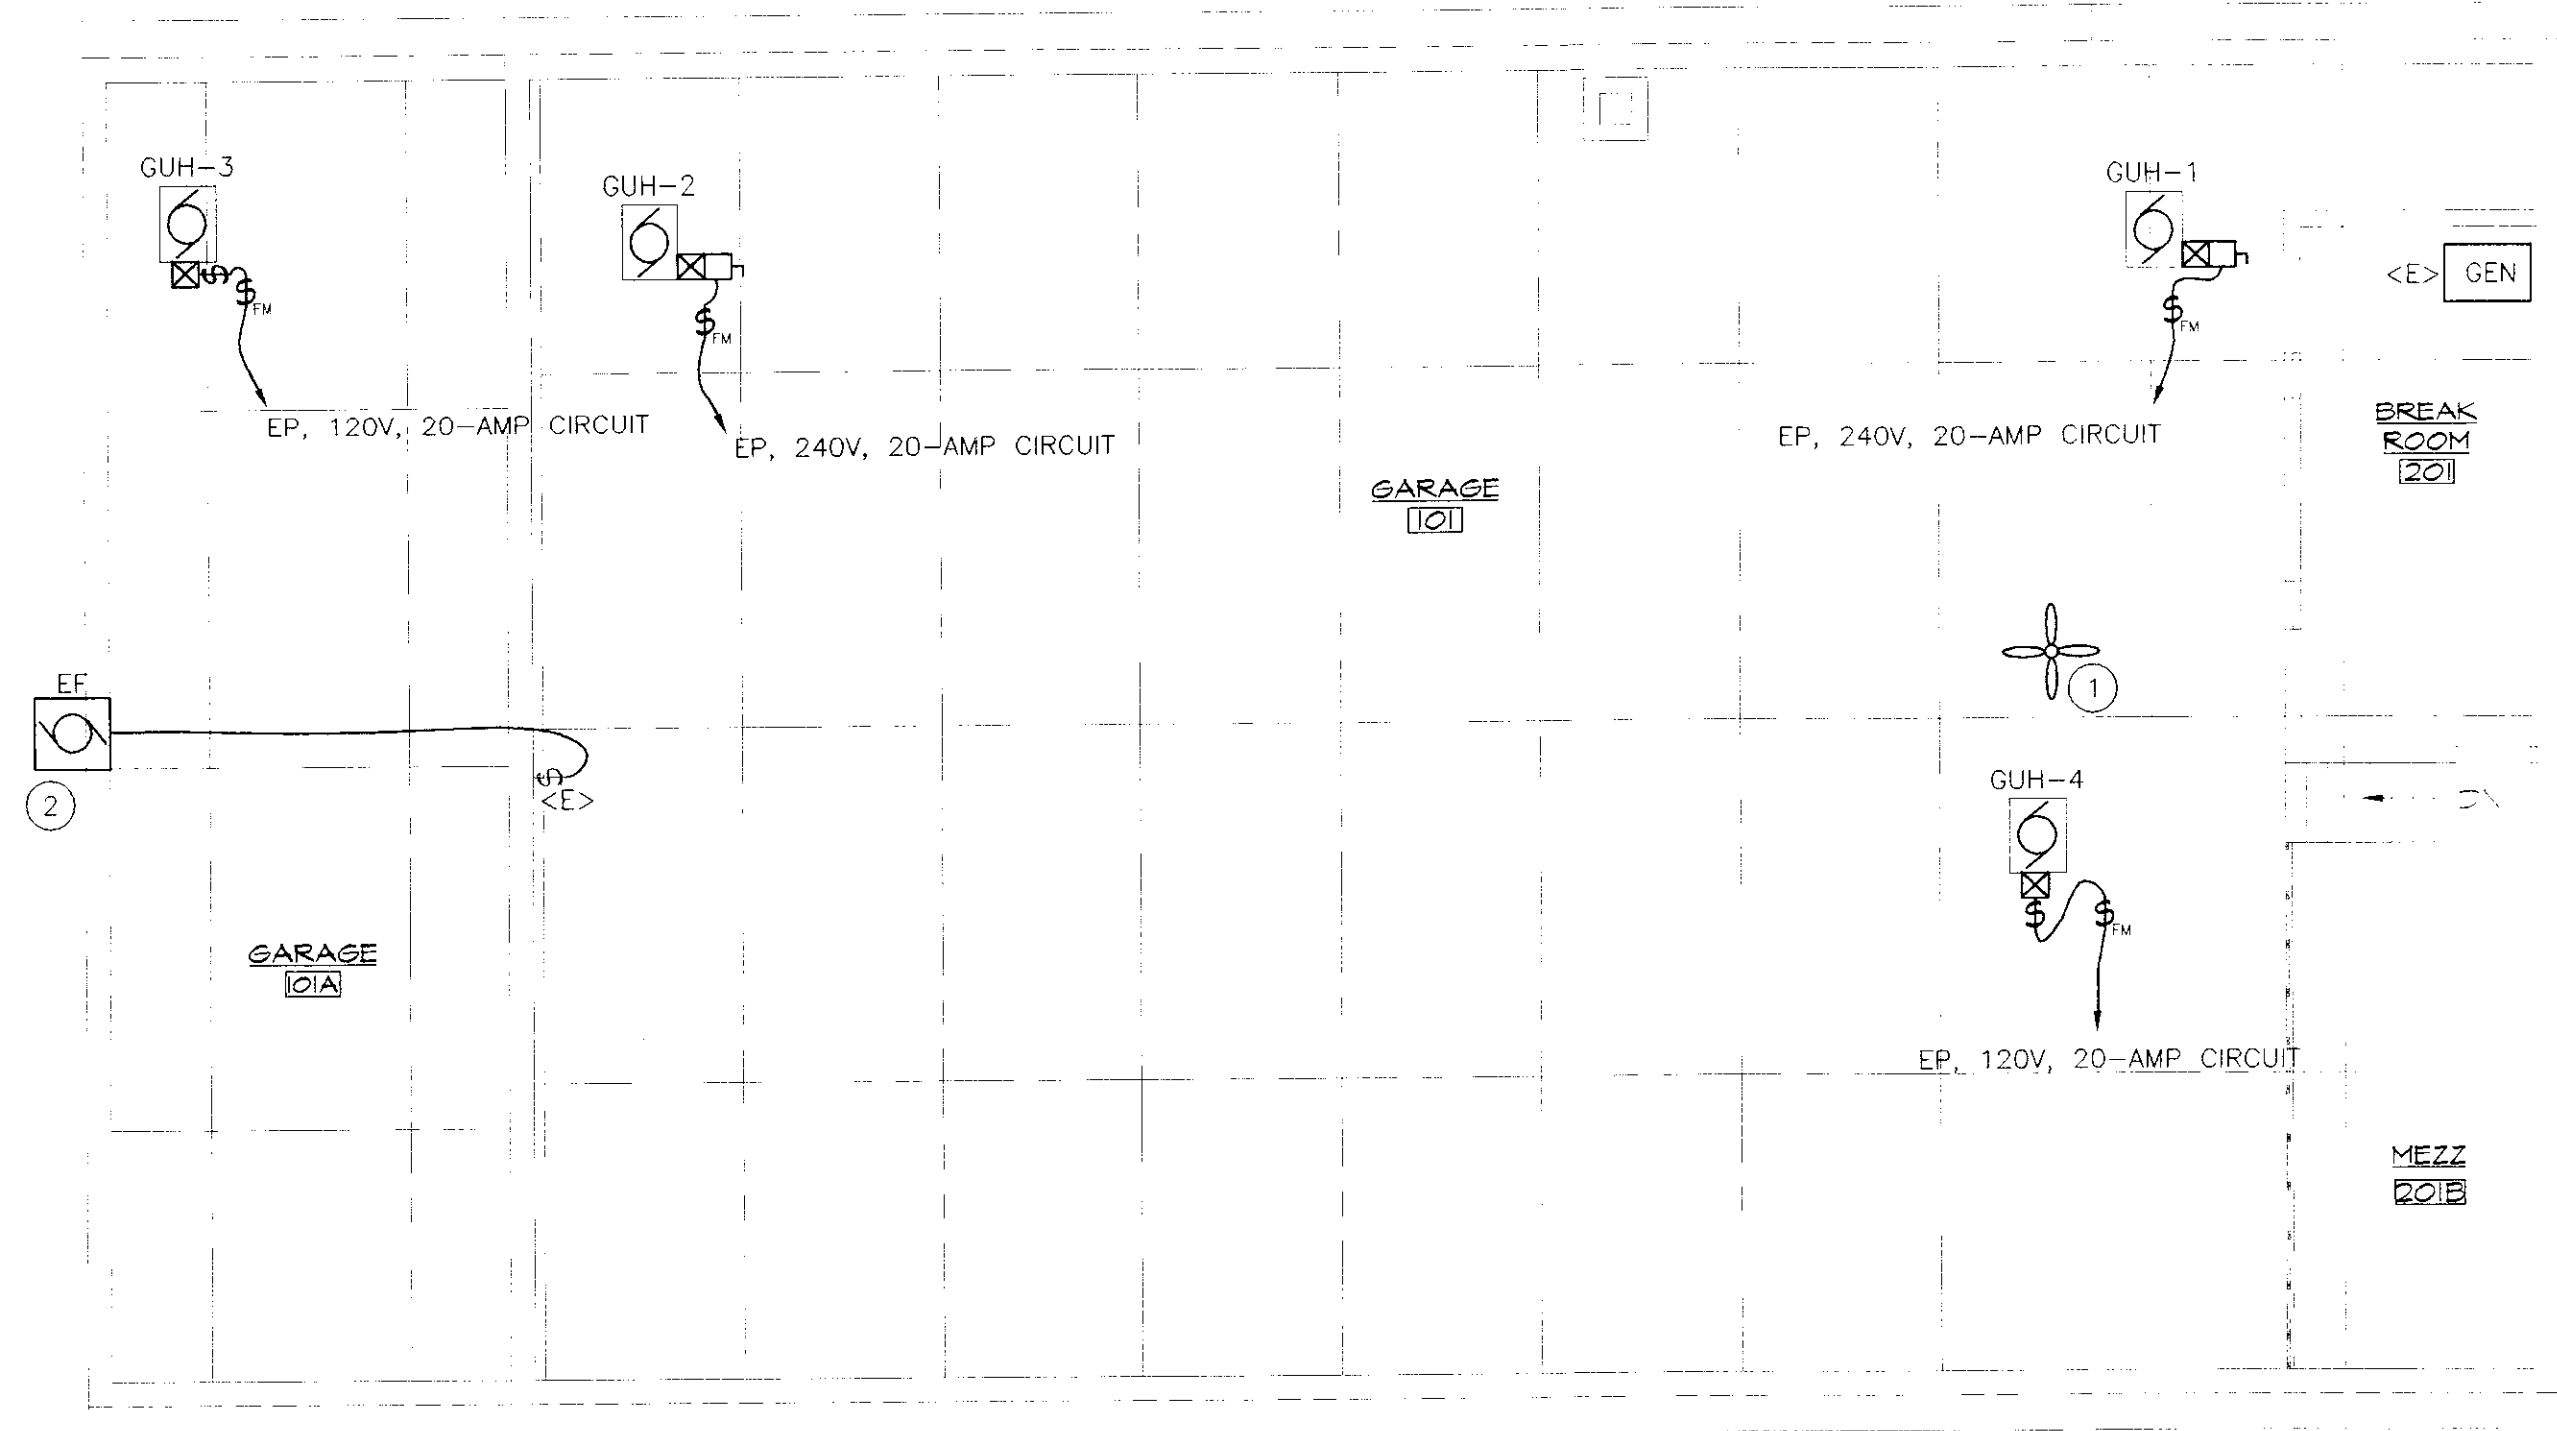 GUH-3
GUH-2
GUH-1
<E> GEN
$
$FM
$FM
$FM
EP, 120V, 20-AMP CIRCUIT
EP, 240V, 20-AMP CIRCUIT
EP, 240V, 20-AMP CIRCUIT
BREAK
ROOM
201
GARAGE
101
EF
1
2
$
<E>
GUH-4
$
$FM
GARAGE
101A
EP, 120V, 20-AMP CIRCUIT
MEZZ
201B